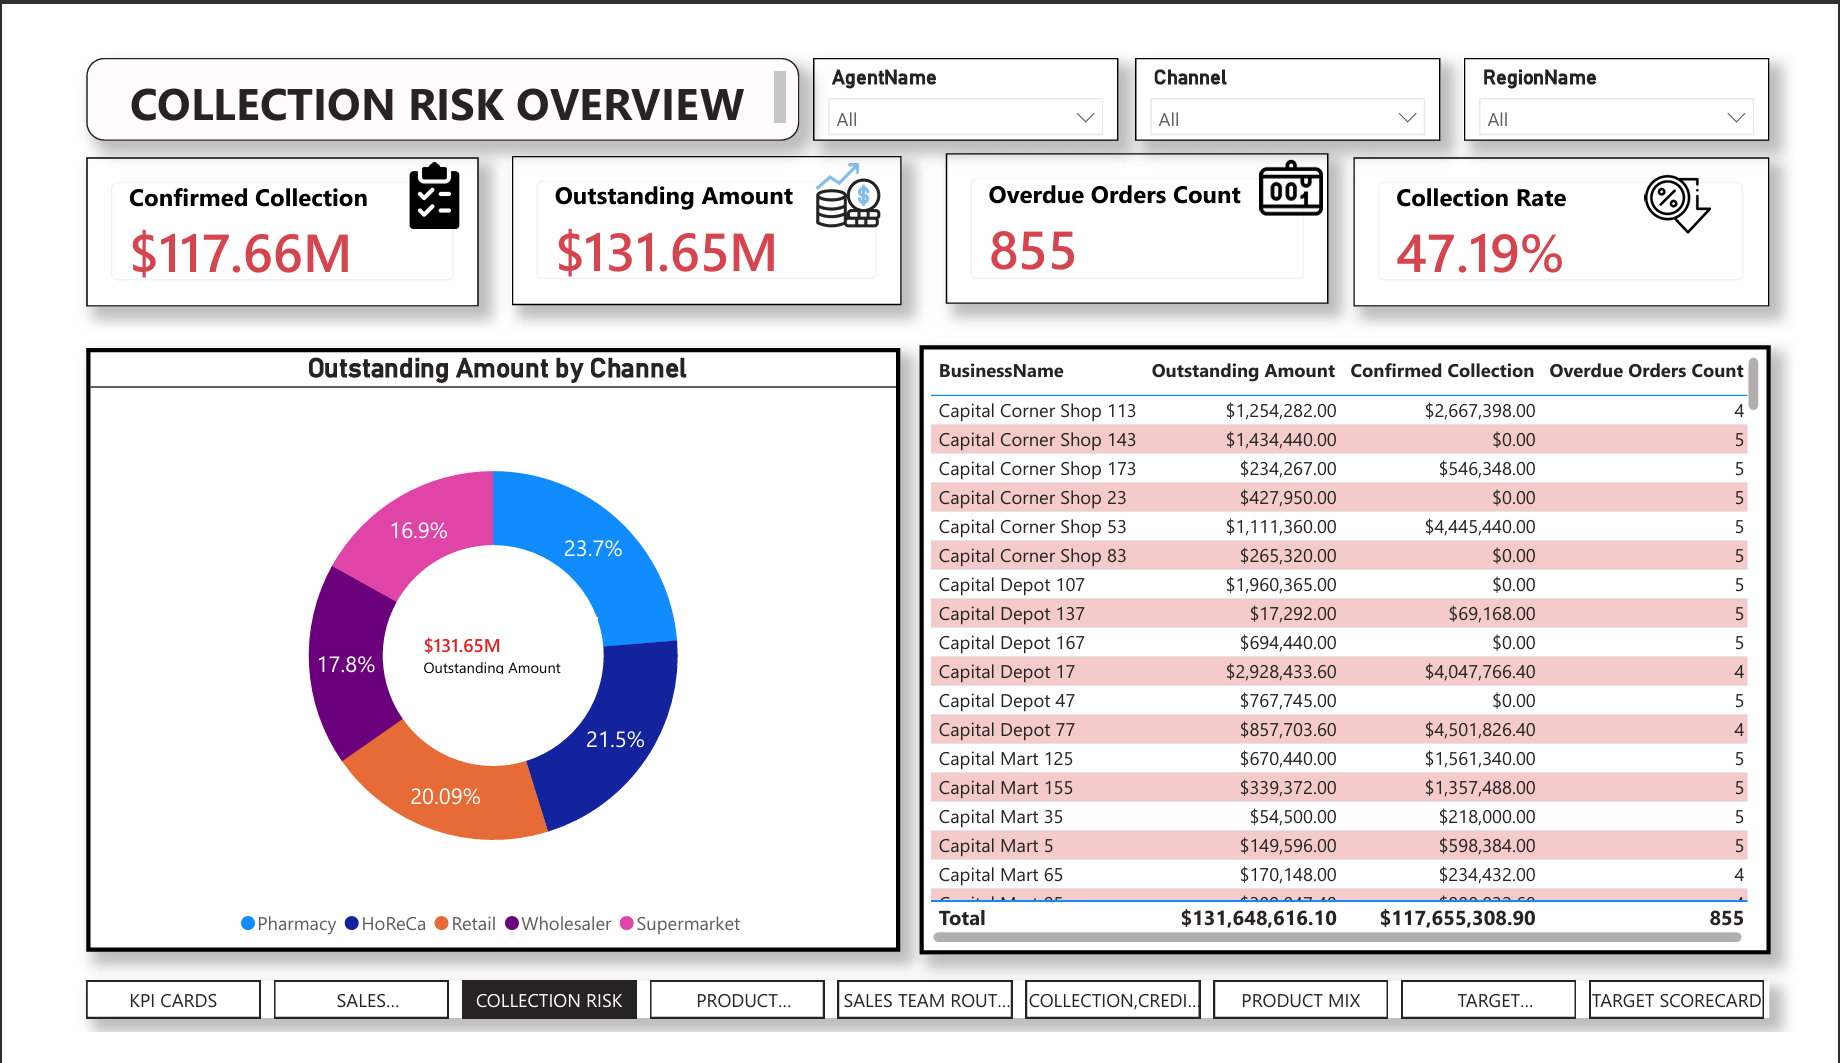 COLLECTION RISK OVERVIEW
AgentName
All
Channel
All
RegionName
All
Confirmed Collection
$117.66M
Outstanding Amount
$131.65M
Overdue Orders Count
855
Collection Rate
47.19%
Outstanding Amount by Channel
16.9%
23.7%
$131.65M
Outstanding Amount
17.8%
21.5%
20.09%
Pharmacy HoReCa Retail Wholesaler Supermarket
BusinessName Outstanding Amount Confirmed Collection Overdue Orders Count
Capital Corner Shop 113 $1,254,282.00 $2,667,398.00 4
Capital Corner Shop 143 $1,434,440.00 $0.00 5
Capital Corner Shop 173 $234,267.00 $546,348.00 5
Capital Corner Shop 23 $427,950.00 $0.00 5
Capital Corner Shop 53 $1,111,360.00 $4,445,440.00 5
Capital Corner Shop 83 $265,320.00 $0.00 5
Capital Depot 107 $1,960,365.00 $0.00 5
Capital Depot 137 $17,292.00 $69,168.00 5
Capital Depot 167 $694,440.00 $0.00 5
Capital Depot 17 $2,928,433.60 $4,047,766.40 4
Capital Depot 47 $767,745.00 $0.00 5
Capital Depot 77 $857,703.60 $4,501,826.40 4
Capital Mart 125 $670,440.00 $1,561,340.00 5
Capital Mart 155 $339,372.00 $1,357,488.00 5
Capital Mart 35 $54,500.00 $218,000.00 5
Capital Mart 5 $149,596.00 $598,384.00 5
Capital Mart 65 $170,148.00 $234,432.00 4
Total $131,648,616.10 $117,655,308.90 855
KPI CARDS
SALES...
COLLECTION RISK
PRODUCT...
SALES TEAM ROUT...
COLLECTION,CREDI...
PRODUCT MIX
TARGET...
TARGET SCORECARD